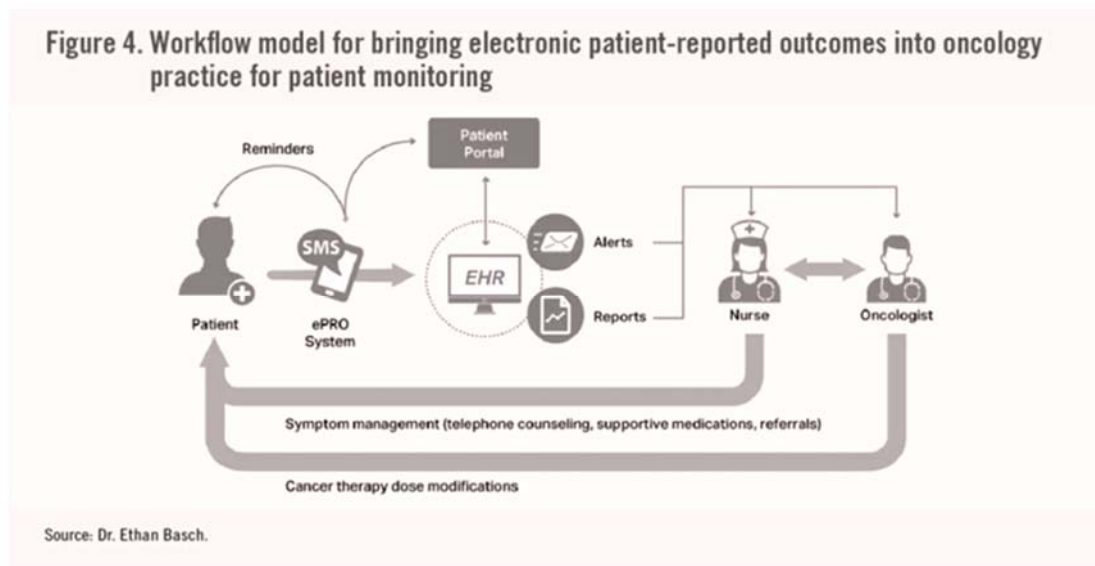 Figure 4. Workflow model for bringing electronic patient-reported outcomes into oncology
practice for patient monitoring
Reminders
Patient
Portal
SMS
EHR
Alerts
Reports
Patient
ePRO
System
Nurse
Oncologist
Symptom management (telephone counseling, supportive medications, referrals)
Cancer therapy dose modifications
Source: Dr. Ethan Basch.